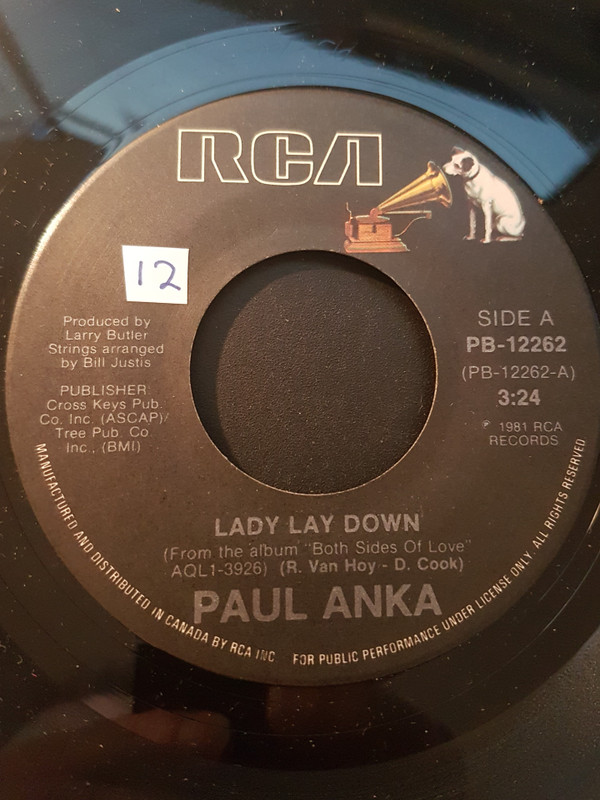 RCA
12
Produced by
Larry Butler
Strings arranged
by Bill Justis
PUBLISHER:
Cross Keys Pub.
Co. Inc. (ASCAP)/
Tree Pub. Co.
Inc., (BMI)
SIDE A
PB-12262
(PB-12262-A)
3:24
℗ 1981 RCA
RECORDS
LADY LAY DOWN
(From the album "Both Sides Of Love"
AQL1-3926) (R. Van Hoy - D. Cook)
PAUL ANKA
MANUFACTURED AND DISTRIBUTED IN CANADA BY RCA INC FOR PUBLIC PERFORMANCE UNDER LICENSE ONLY. ALL RIGHTS RESERVED